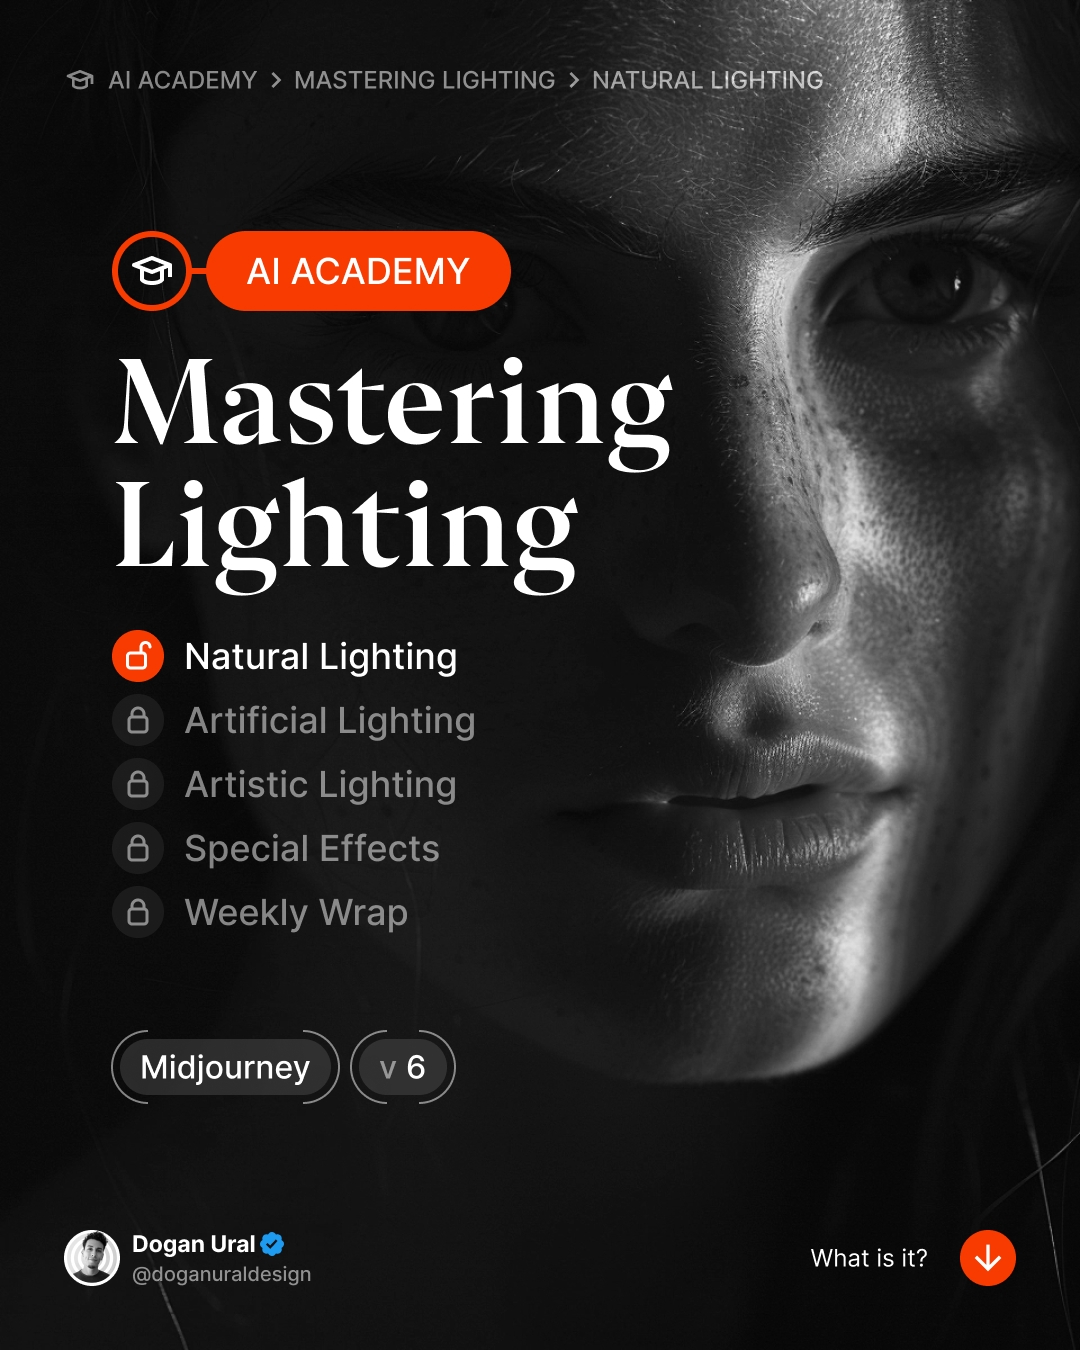 AI ACADEMY > MASTERING LIGHTING > NATURAL LIGHTING
AI ACADEMY
Mastering
Lighting
Natural Lighting
Artificial Lighting
Artistic Lighting
Special Effects
Weekly Wrap
Midjourney v 6
Dogan Ural
@doganuraldesign
What is it?